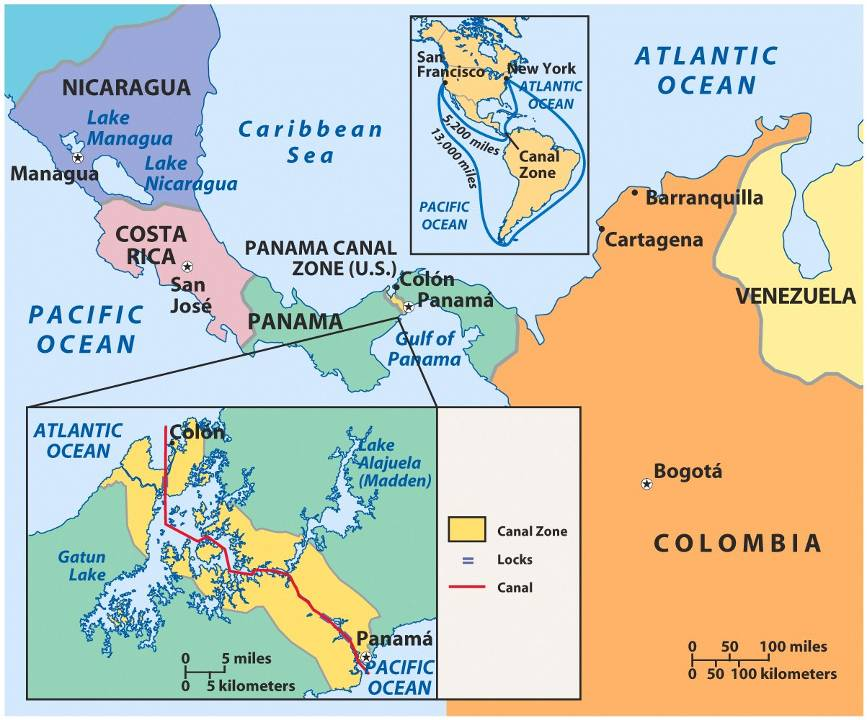 NICARAGUA
Lake
Managua
Managua
Lake
Nicaragua
Caribbean
Sea
San
Francisco
New York
ATLANTIC
OCEAN
5,200 miles
13,000 miles
Canal
Zone
PACIFIC
OCEAN
ATLANTIC
OCEAN
Barranquilla
Cartagena
COSTA
RICA
San
José
PANAMA CANAL
ZONE (U.S.)
Colón
Panamá
PANAMA
Gulf of
Panama
VENEZUELA
PACIFIC
OCEAN
ATLANTIC
OCEAN
Colón
Lake
Alajuela
(Madden)
Gatun
Lake
Panamá
PACIFIC
OCEAN
0 5 miles
0 5 kilometers
Canal Zone
Locks
Canal
Bogotá
COLOMBIA
0 50 100 miles
0 50 100 kilometers